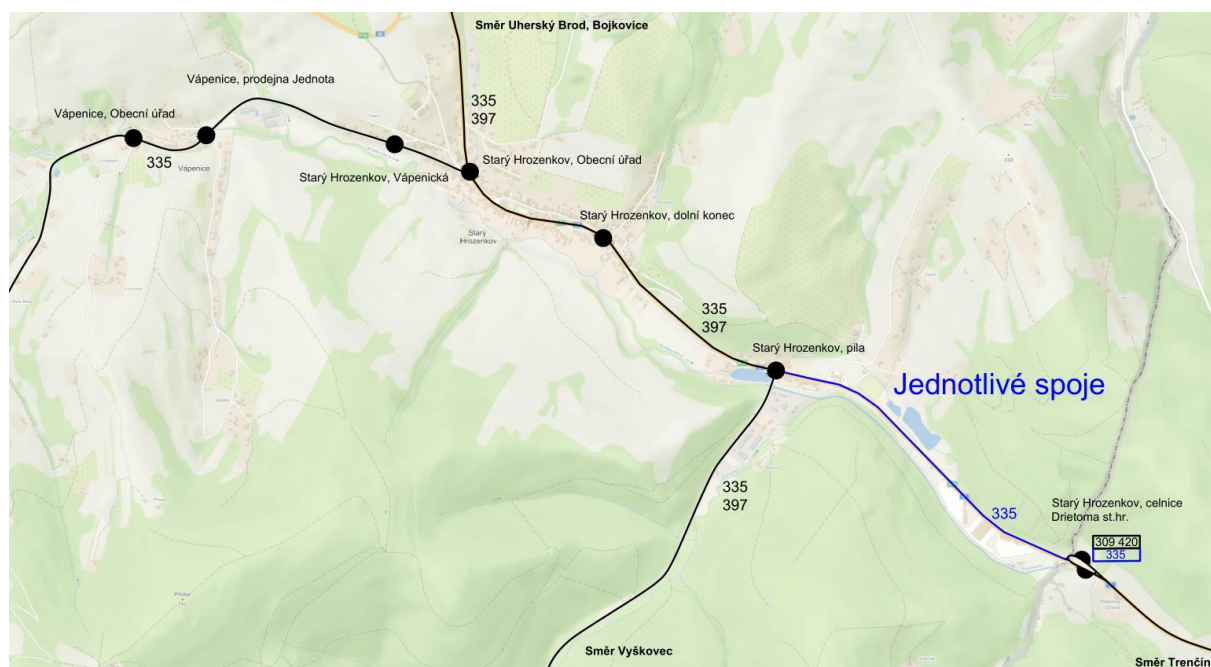 Směr Uherský Brod, Bojkovice
Vápenice, prodejna Jednota
335
397
Vápenice, Obecní úřad
335
Vápenice
Starý Hrozenkov, Obecní úřad
Starý Hrozenkov, Vápenická
Starý Hrozenkov, dolní konec
Starý
Hrozenkov
335
397
Starý Hrozenkov, pila
Jednotlivé spoje
335
397
Starý Hrozenkov, celnice
Drietoma st.hr.
335
309 420
335
Směr Vyškovec
Směr Trenčín